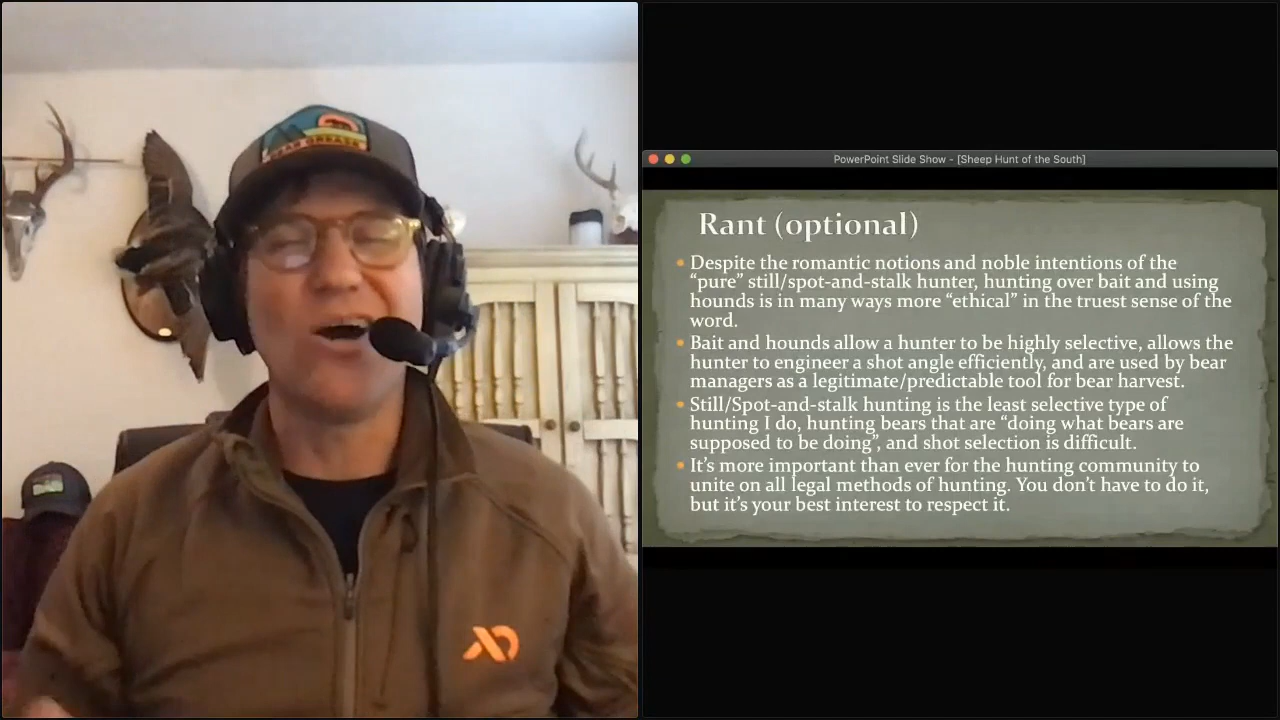 BEAR GREASE
PowerPoint Slide Show - [Sheep Hunt of the South]
Rant (optional)
• Despite the romantic notions and noble intentions of the
“pure” still/spot-and-stalk hunter, hunting over bait and using
hounds is in many ways more “ethical” in the truest sense of the
word.
• Bait and hounds allow a hunter to be highly selective, allows the
hunter to engineer a shot angle efficiently, and are used by bear
managers as a legitimate/predictable tool for bear harvest.
• Still/Spot-and-stalk hunting is the least selective type of
hunting I do, hunting bears that are “doing what bears are
supposed to be doing”, and shot selection is difficult.
• It’s more important than ever for the hunting community to
unite on all legal methods of hunting. You don’t have to do it,
but it’s your best interest to respect it.